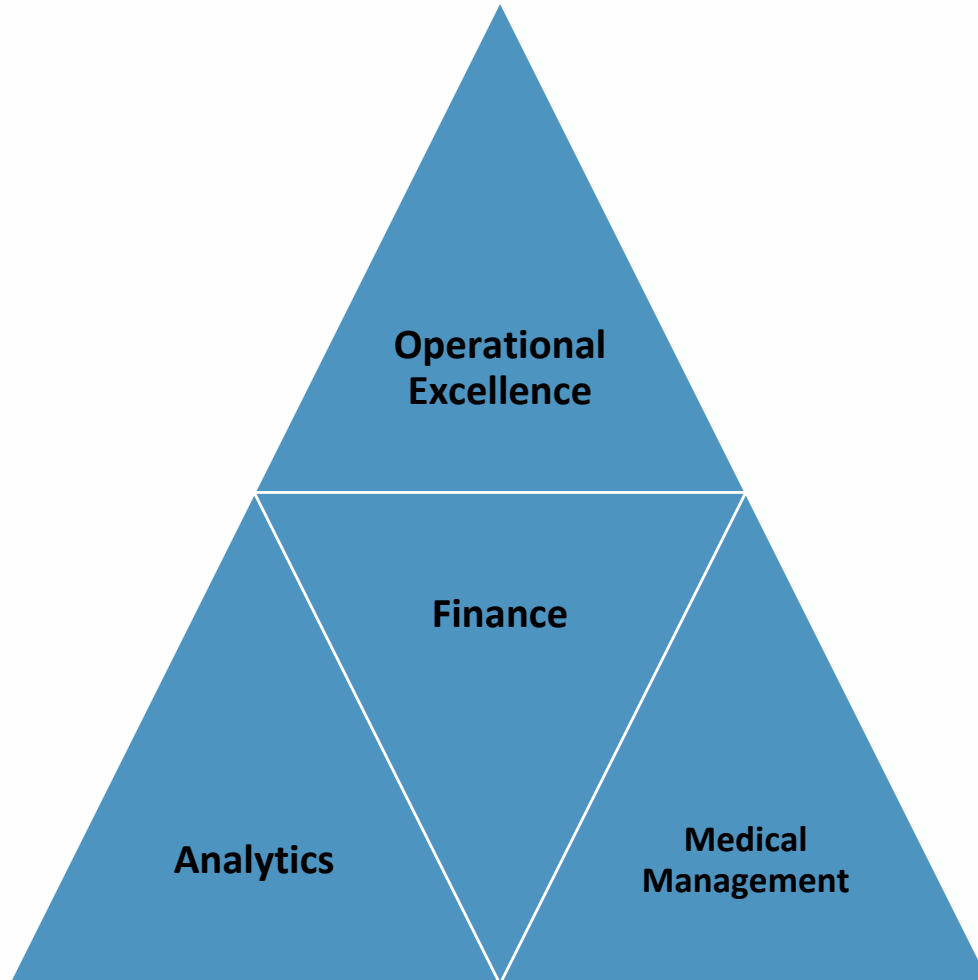 Operational
Excellence
Finance
Analytics
Medical
Management